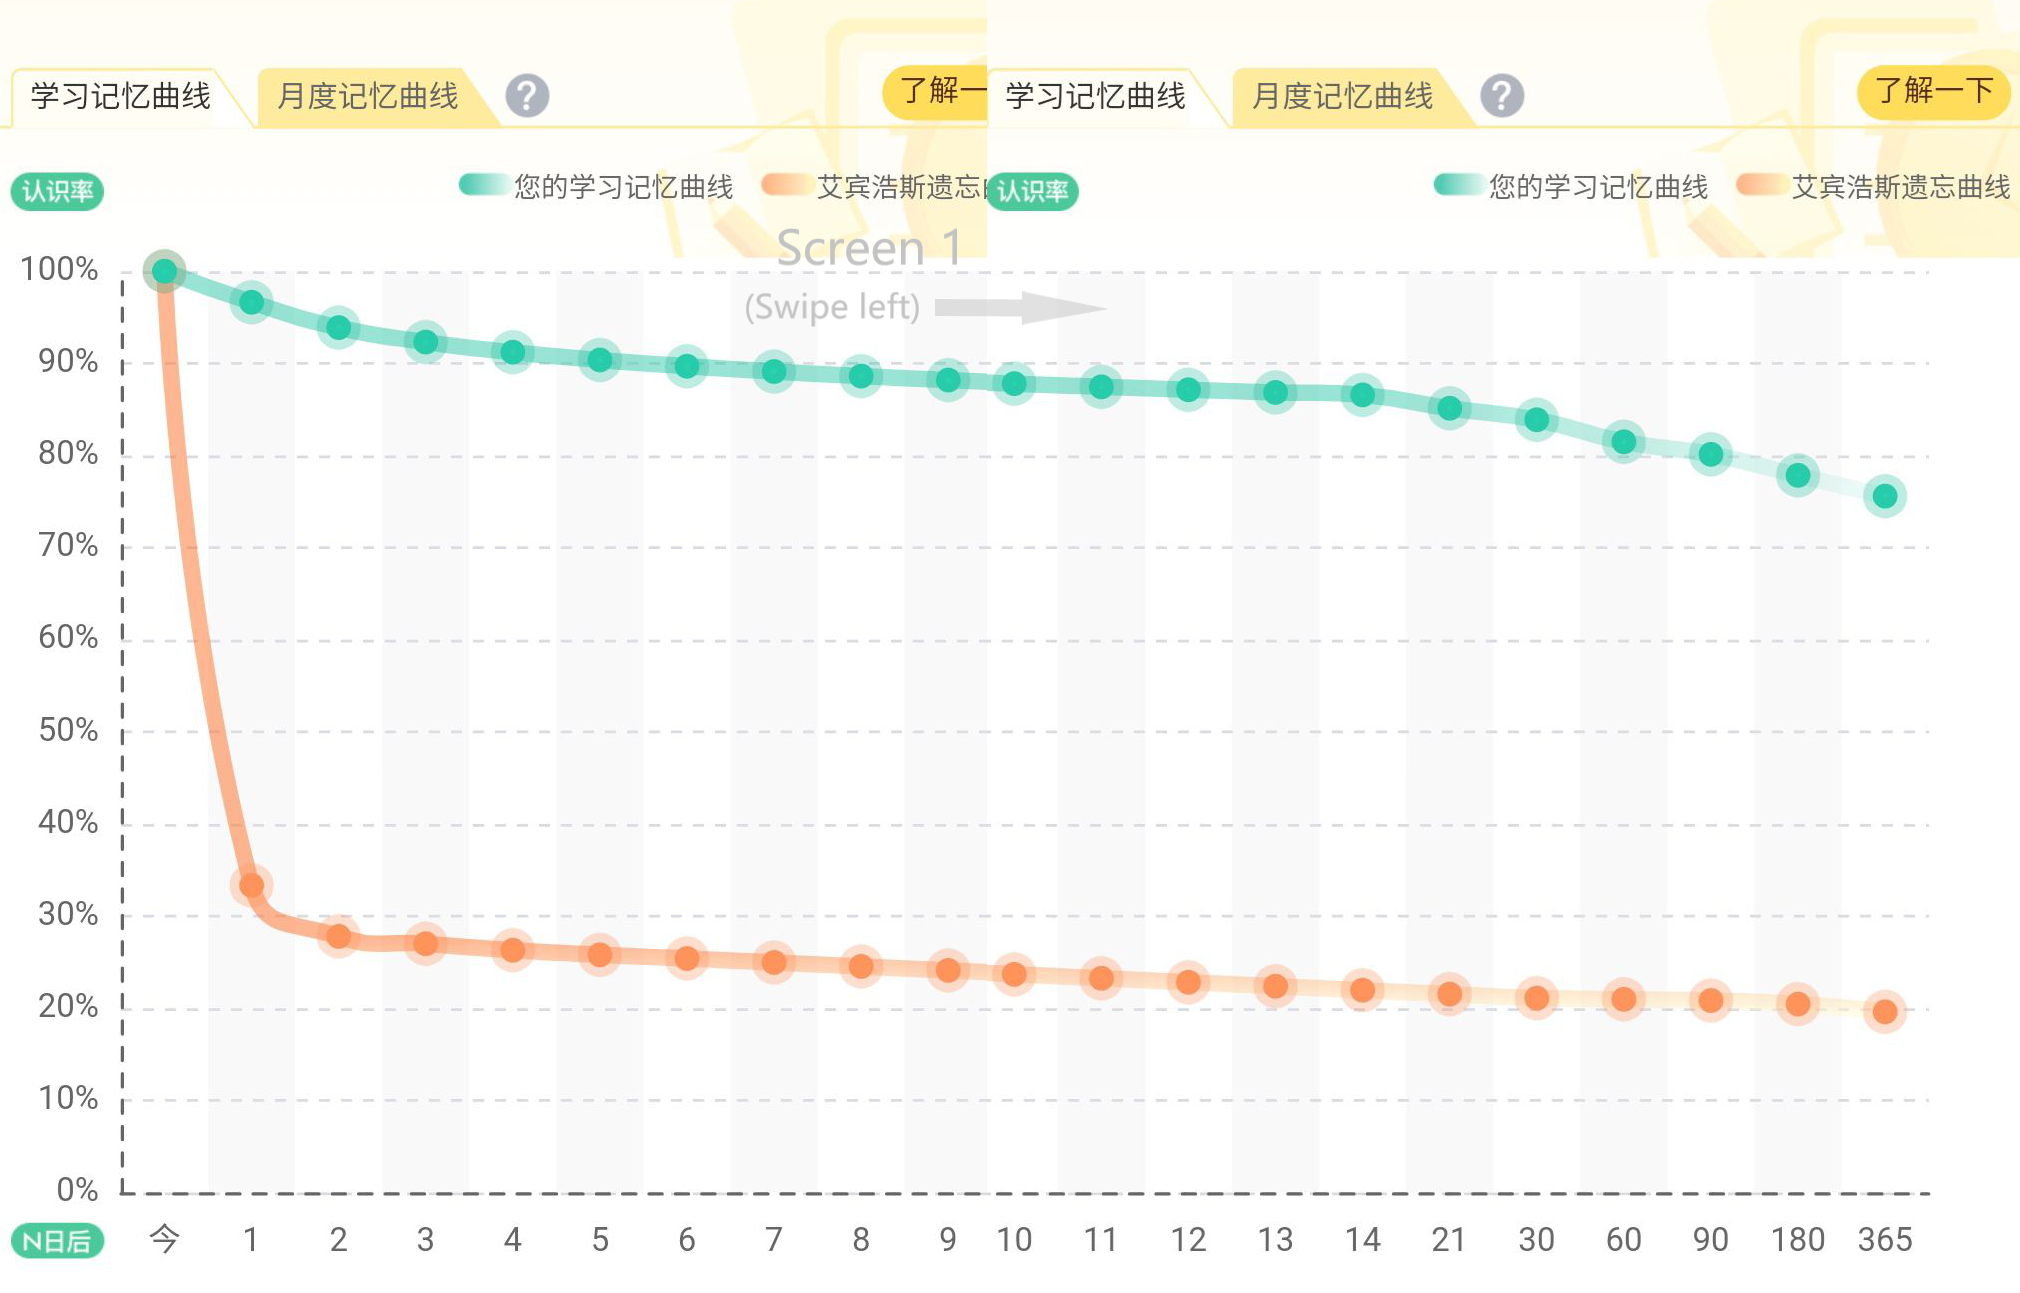 学习记忆曲线 月度记忆曲线 ? 了解一 学习记忆曲线 月度记忆曲线 ? 了解一下
认识率 您的学习记忆曲线 艾宾浩斯遗忘 认识率 您的学习记忆曲线 艾宾浩斯遗忘曲线
Screen 1
(Swipe left)
100%
90%
80%
70%
60%
50%
40%
30%
20%
10%
0%
N日后 今 1 2 3 4 5 6 7 8 9 10 11 12 13 14 21 30 60 90 180 365